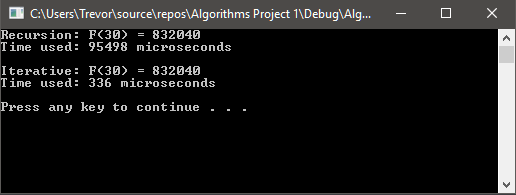 C:\Users\Trevor\source\repos\Algorithms Project 1\Debug\Alg...
Recursion: F(30) = 832040
Time used: 95498 microseconds
Iterative: F(30) = 832040
Time used: 336 microseconds
Press any key to continue . . .